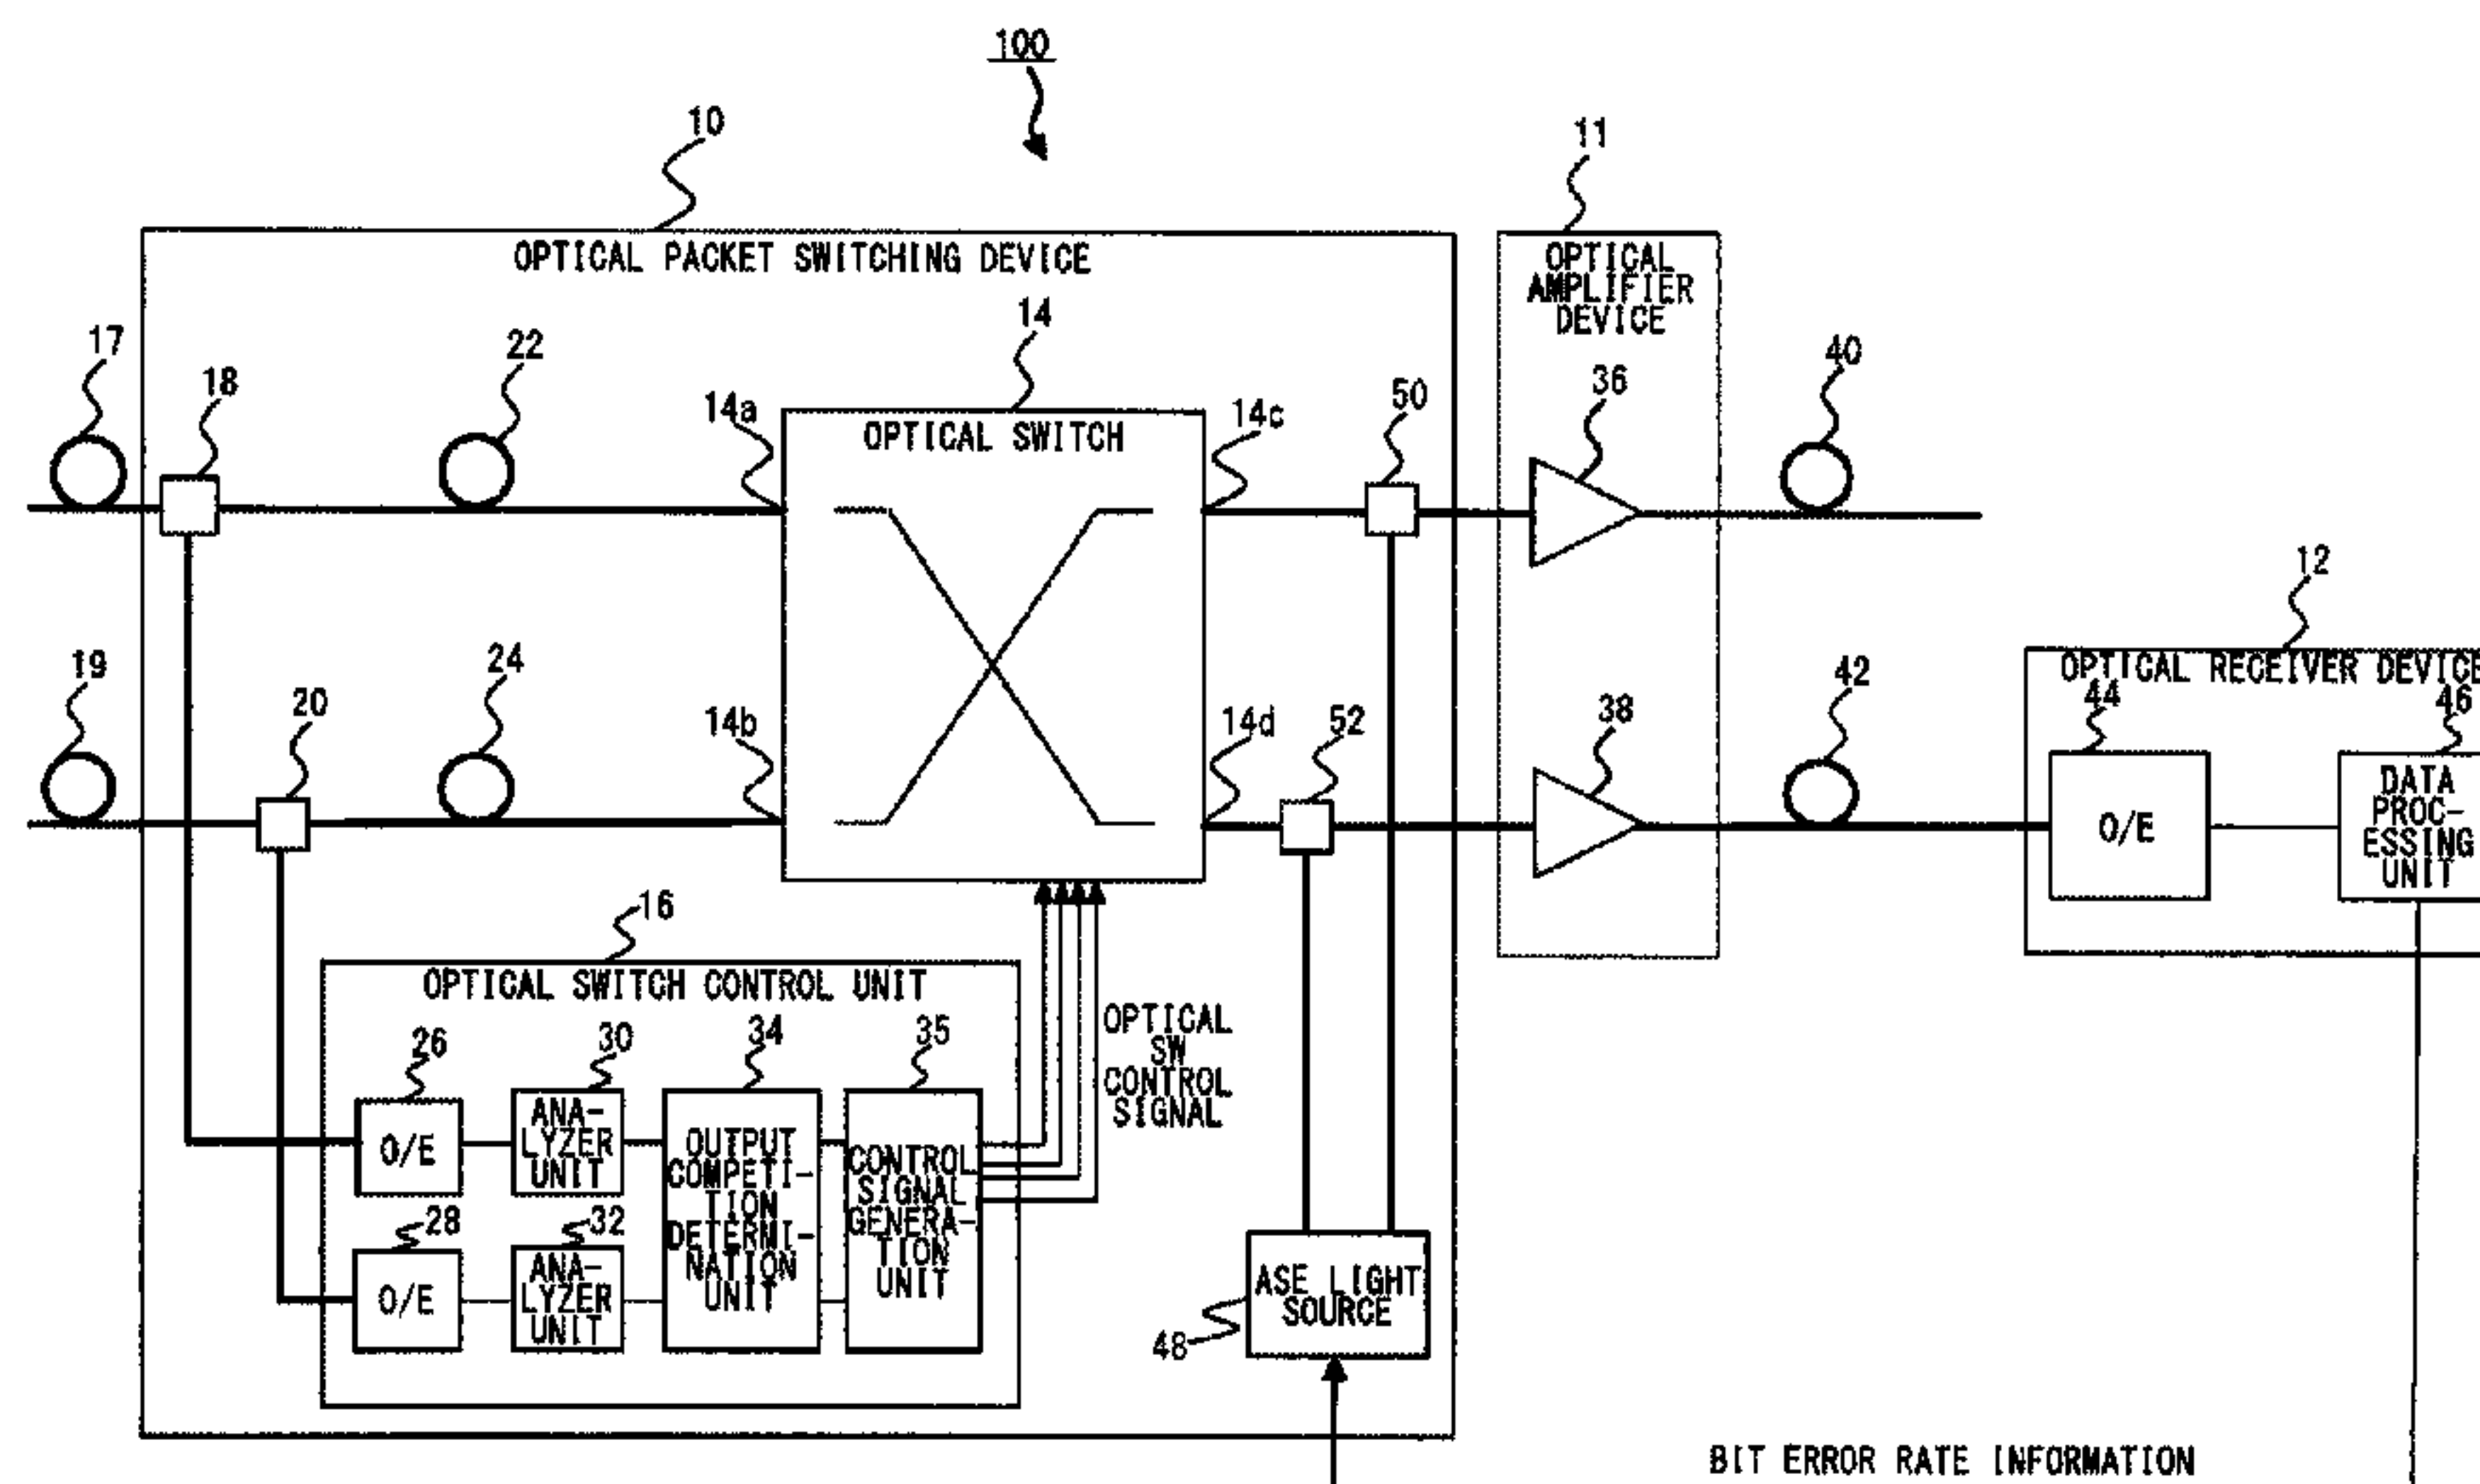 100
10
11
OPTICAL PACKET SWITCHING DEVICE
OPTICAL
AMPLIFIER
DEVICE
17
18
22
14
14a
OPTICAL SWITCH
14c
50
36
40
12
19
20
24
14b
14d
52
38
42
OPTICAL RECEIVER DEVICE
44
46
O/E
DATA
PROC-
ESSING
UNIT
16
OPTICAL SWITCH CONTROL UNIT
26
30
34
35
OPTICAL
SW
CONTROL
SIGNAL
O/E
ANA-
LYZER
UNIT
OUTPUT
COMPETI-
TION
DETERMI-
NATION
UNIT
CONTROL
SIGNAL
GENERA-
TION
UNIT
28
32
O/E
ANA-
LYZER
UNIT
ASE LIGHT
SOURCE
48
BIT ERROR RATE INFORMATION